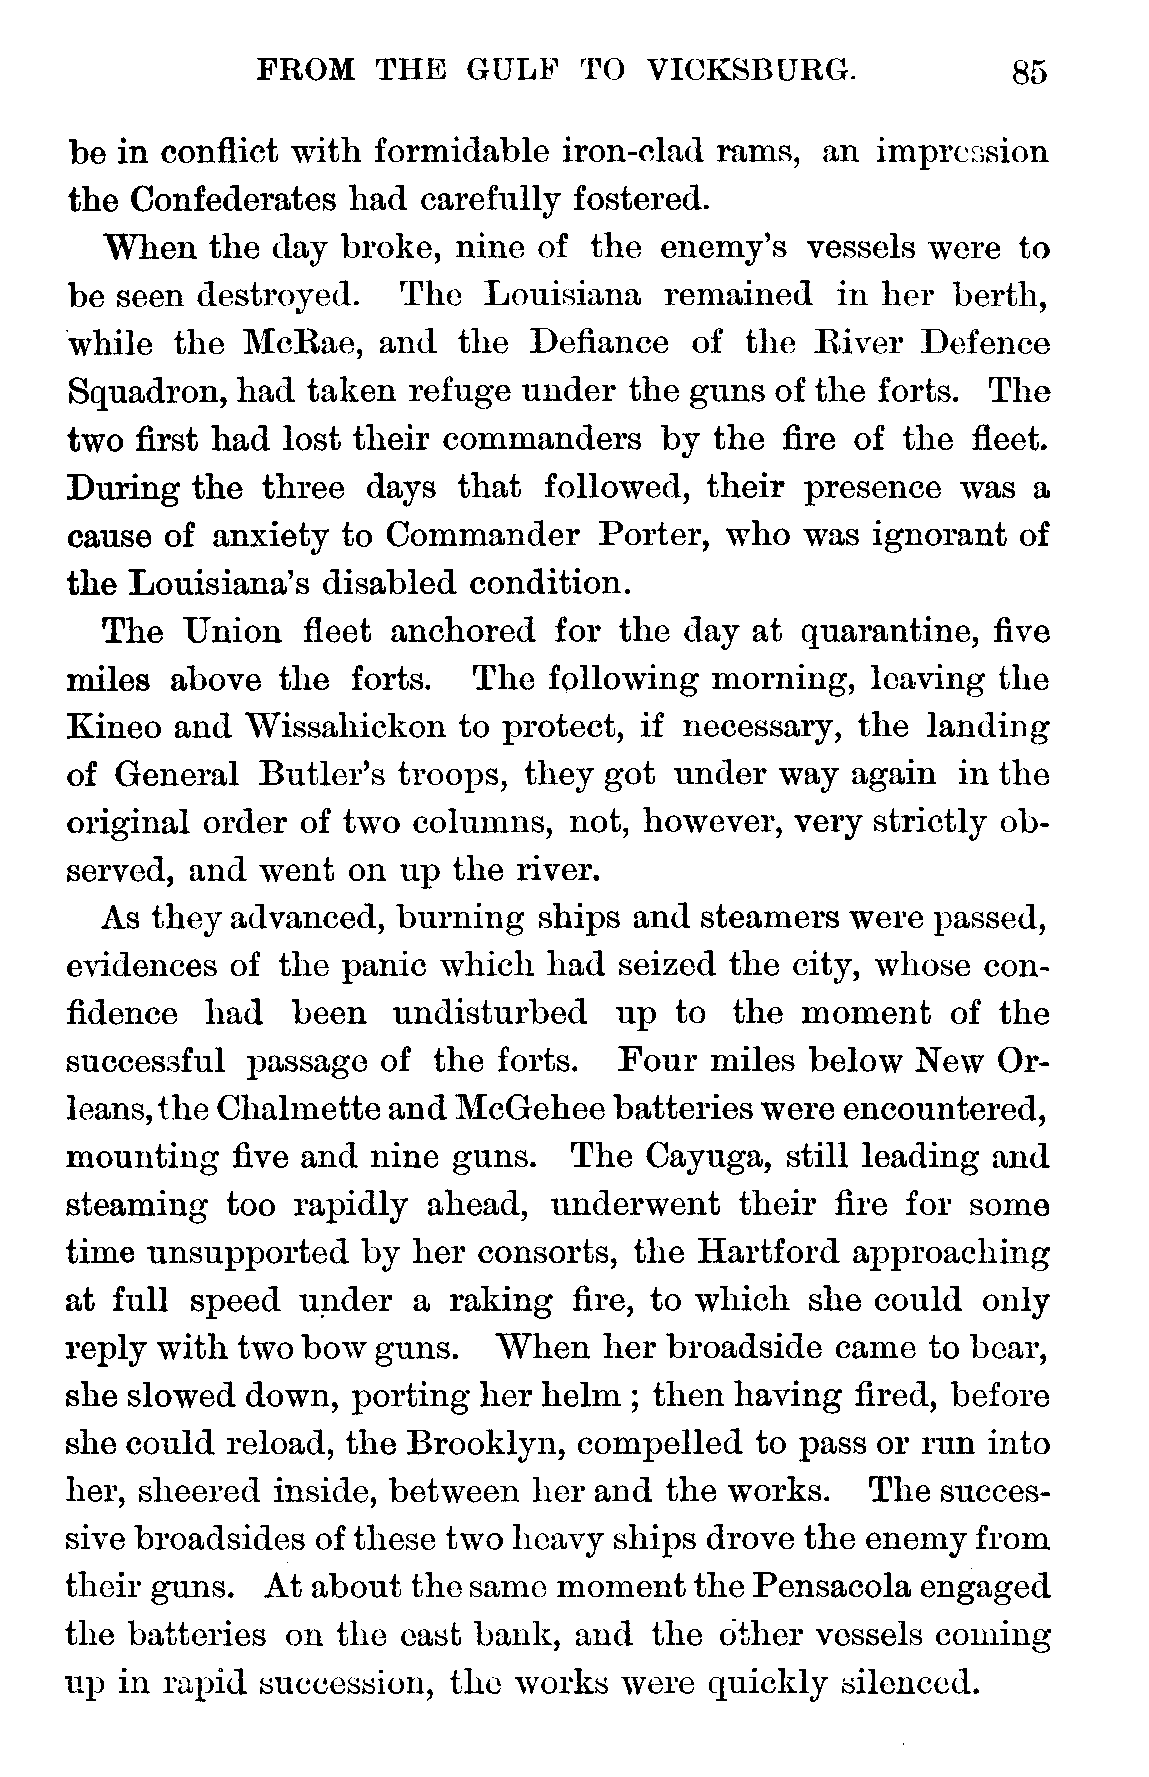 FROM THE GULF TO VICKSBURG. 85
be in conflict with formidable iron-clad rams, an impression
the Confederates had carefully fostered.
When the day broke, nine of the enemy's vessels were to
be seen destroyed. The Louisiana remained in her berth,
while the McRae, and the Defiance of the River Defence
Squadron, had taken refuge under the guns of the forts. The
two first had lost their commanders by the fire of the fleet.
During the three days that followed, their presence was a
cause of anxiety to Commander Porter, who was ignorant of
the Louisiana's disabled condition.
The Union fleet anchored for the day at quarantine, five
miles above the forts. The following morning, leaving the
Kineo and Wissahickon to protect, if necessary, the landing
of General Butler's troops, they got under way again in the
original order of two columns, not, however, very strictly ob-
served, and went on up the river.
As they advanced, burning ships and steamers were passed,
evidences of the panic which had seized the city, whose con-
fidence had been undisturbed up to the moment of the
successful passage of the forts. Four miles below New Or-
leans, the Chalmette and McGehee batteries were encountered,
mounting five and nine guns. The Cayuga, still leading and
steaming too rapidly ahead, underwent their fire for some
time unsupported by her consorts, the Hartford approaching
at full speed under a raking fire, to which she could only
reply with two bow guns. When her broadside came to bear,
she slowed down, porting her helm ; then having fired, before
she could reload, the Brooklyn, compelled to pass or run into
her, sheered inside, between her and the works. The succes-
sive broadsides of these two heavy ships drove the enemy from
their guns. At about the same moment the Pensacola engaged
the batteries on the east bank, and the other vessels coming
up in rapid succession, the works were quickly silenced.